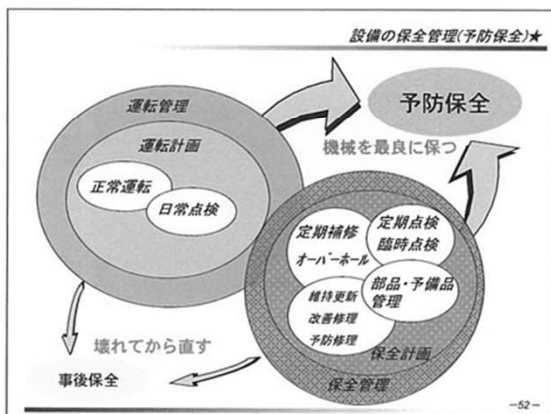 設備の保全管理(予防保全)★
運転管理
運転計画
正常運転
日常点検
予防保全
機械を最良に保つ
定期補修
オーバーホール
定期点検
臨時点検
部品・予備品
管理
維持更新
改善修理
予防修理
保全計画
保全管理
壊れてから直す
事後保全
-52-